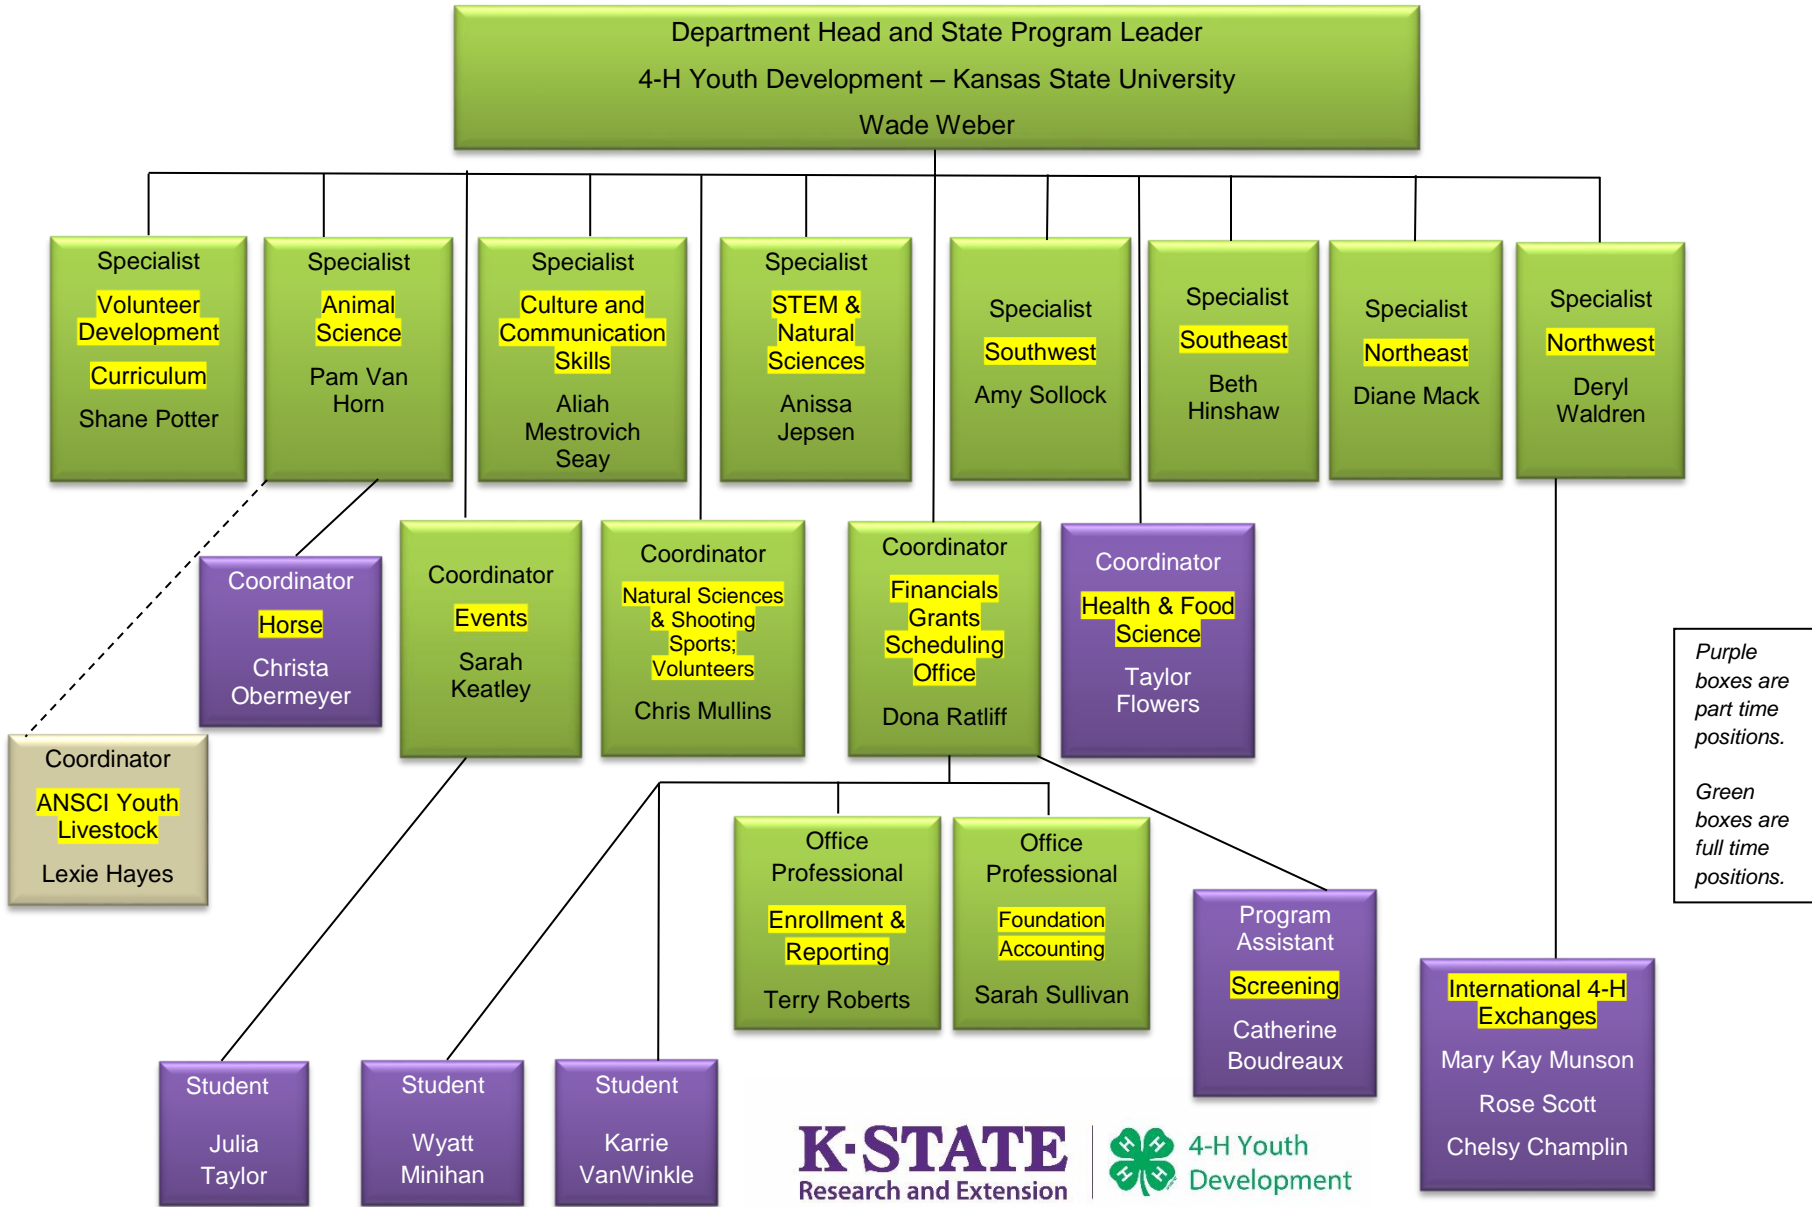 Department Head and State Program Leader
4-H Youth Development – Kansas State University
Wade Weber
Specialist
Volunteer
Development
Curriculum
Shane Potter
Specialist
Animal
Science
Pam Van
Horn
Specialist
Culture and
Communication
Skills
Aliah
Mestrovich
Seay
Specialist
STEM &
Natural
Sciences
Anissa
Jepsen
Specialist
Southwest
Amy Sollock
Specialist
Southeast
Beth
Hinshaw
Specialist
Northeast
Diane Mack
Specialist
Northwest
Deryl
Waldren
Coordinator
Horse
Christa
Obermeyer
Coordinator
Events
Sarah
Keatley
Coordinator
Natural Sciences
& Shooting
Sports;
Volunteers
Chris Mullins
Coordinator
Financials
Grants
Scheduling
Office
Dona Ratliff
Coordinator
Health & Food
Science
Taylor
Flowers
Purple
boxes are
part time
positions.
Green
boxes are
full time
positions.
Coordinator
ANSCI Youth
Livestock
Lexie Hayes
Office
Professional
Enrollment &
Reporting
Terry Roberts
Office
Professional
Foundation
Accounting
Sarah Sullivan
Program
Assistant
Screening
Catherine
Boudreaux
International 4-H
Exchanges
Mary Kay Munson
Rose Scott
Chelsy Champlin
Student
Julia
Taylor
Student
Wyatt
Minihan
Student
Karrie
VanWinkle
K-STATE
Research and Extension
H H
H H
4-H Youth
Development